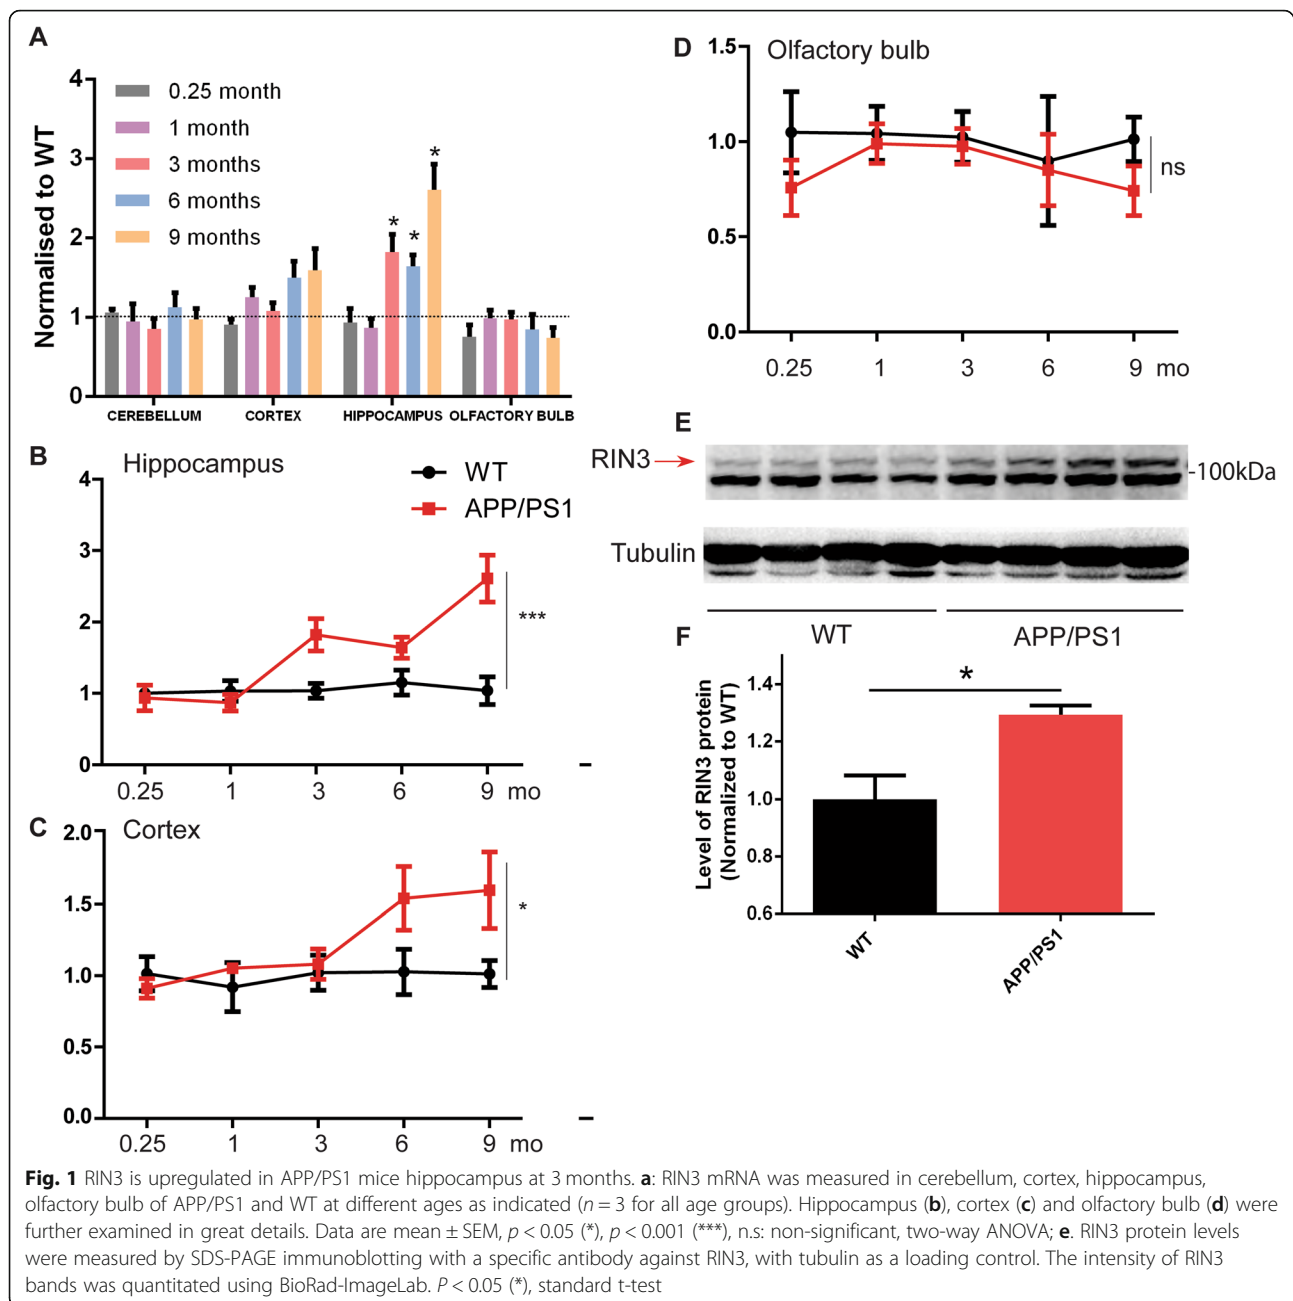 A
Normalised to WT
4
3
2
1
0
0.25 month
1 month
3 months
6 months
9 months
*
*
*
CEREBELLUM
CORTEX
HIPPOCAMPUS
OLFACTORY BULB
B
Hippocampus
WT
APP/PS1
4
3
2
1
0
***
0.25
1
3
6
9
mo
C
Cortex
2.0
1.5
1.0
0.5
0.0
*
0.25
1
3
6
9
mo
D
Olfactory bulb
1.5
1.0
0.5
0.0
ns
0.25
1
3
6
9
mo
E
RIN3
-100kDa
Tubulin
WT
APP/PS1
F
Level of RIN3 protein
(Normalized to WT)
1.4
1.2
1.0
0.8
0.6
*
WT
APP/PS1
Fig. 1 RIN3 is upregulated in APP/PS1 mice hippocampus at 3 months. a: RIN3 mRNA was measured in cerebellum, cortex, hippocampus,
olfactory bulb of APP/PS1 and WT at different ages as indicated (n = 3 for all age groups). Hippocampus (b), cortex (c) and olfactory bulb (d) were
further examined in great details. Data are mean ± SEM, p < 0.05 (*), p < 0.001 (***), n.s: non-significant, two-way ANOVA; e. RIN3 protein levels
were measured by SDS-PAGE immunoblotting with a specific antibody against RIN3, with tubulin as a loading control. The intensity of RIN3
bands was quantitated using BioRad-ImageLab. P < 0.05 (*), standard t-test